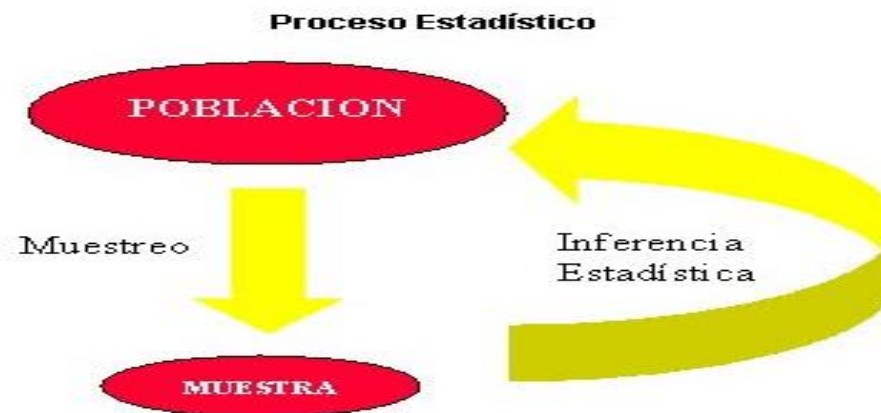 Proceso Estadístico
POBLACION
Muestreo
Inferencia
Estadística
MUESTRA